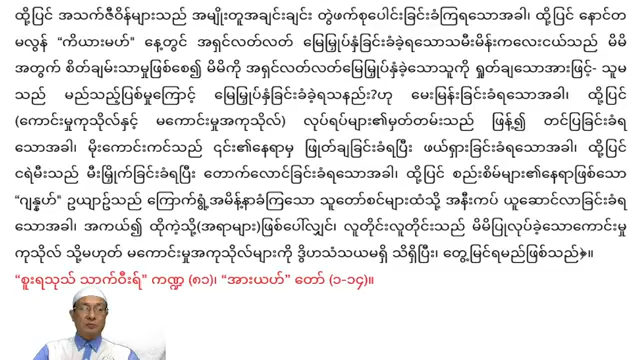 ထို့ပြင် အသက်ဇီဝိန်များသည် အမျိုးတူအချင်းချင်း တွဲဖက်စုပေါင်းခြင်းခံကြရသောအခါ၊ ထို့ပြင် နောင်တ
မလွန် “ကိယာမဟ်” နေ့တွင် အရှင်လတ်လတ် မြေမြှုပ်နှံခြင်းခံခဲ့ရသောသမီးမိန်းကလေးငယ်သည် မိမိ
အတွက် စိတ်ချမ်းသာမှုဖြစ်စေ၍ မိမိကို အရှင်လတ်လတ်မြေမြှုပ်နှံခဲ့သောသူကို ရှုတ်ချသောအားဖြင့်- သူမ
သည် မည်သည့်ပြစ်မှုကြောင့် မြေမြှုပ်နှံခြင်းခံခဲ့ရသနည်း?ဟု မေးမြန်းခြင်းခံရသောအခါ၊ ထို့ပြင်
(ကောင်းမှုကုသိုလ်နှင့် မကောင်းမှုအကုသိုလ်) လုပ်ရပ်များ၏မှတ်တမ်းသည် ဖြန့်၍ တင်ပြခြင်းခံရ
သောအခါ၊ မိုးကောင်းကင်သည် ၎င်း၏နေရာမှ ဖြုတ်ချခြင်းခံရပြီး ဖယ်ရှားခြင်းခံရသောအခါ၊ ထို့ပြင်
ငရဲမီးသည် မီးမြှိုက်ခြင်းခံရပြီး တောက်လောင်ခြင်းခံရသောအခါ၊ ထို့ပြင် စည်းစိမ်များ၏နေရာဖြစ်သော
“ဂျန္နဟ်” ဥယျာဥ်သည် ကြောက်ရွံ့အမိန့်နာခံကြသော သူတော်စင်များထံသို့ အနီးကပ် ယူဆောင်လာခြင်းခံရ
သောအခါ၊ အကယ်၍ ထိုကဲ့သို့(အရာများ)ဖြစ်ပေါ်လျှင်၊ လူတိုင်းလူတိုင်းသည် မိမိပြုလုပ်ခဲ့သောကောင်းမှု
ကုသိုလ် သို့မဟုတ် မကောင်းမှုအကုသိုလ်များကို ဒွိဟသံသယမရှိ သိရှိပြီး၊ တွေ့မြင်ရမည်ဖြစ်သည်﴿။
“စူးရသုသ် သာက်ဝီးရ်” ကဏ္ဍ (၈၁)၊ “အားယဟ်” တော် (၁-၁၄)။